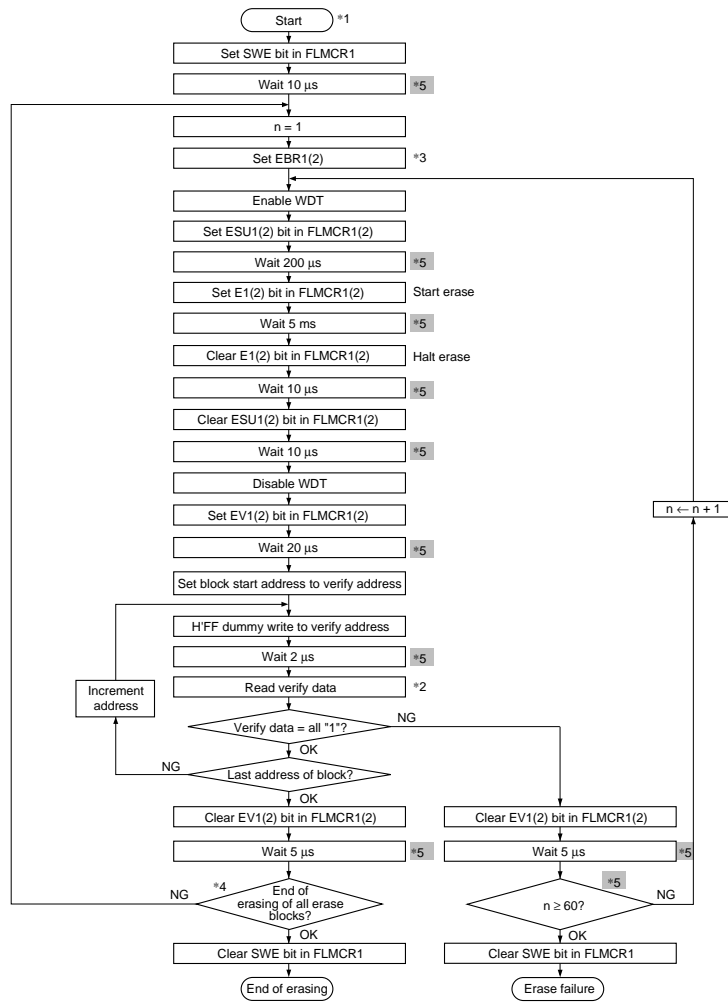 Start *1
Set SWE bit in FLMCR1
Wait 10 μs *5
n = 1
Set EBR1(2) *3
Enable WDT
Set ESU1(2) bit in FLMCR1(2)
Wait 200 μs *5
Set E1(2) bit in FLMCR1(2) Start erase
Wait 5 ms *5
Clear E1(2) bit in FLMCR1(2) Halt erase
Wait 10 μs *5
Clear ESU1(2) bit in FLMCR1(2)
Wait 10 μs *5
Disable WDT
Set EV1(2) bit in FLMCR1(2)
n ← n + 1
Wait 20 μs *5
Set block start address to verify address
H'FF dummy write to verify address
Wait 2 μs *5
Increment
address
Read verify data *2
Verify data = all "1"? NG
OK
NG Last address of block?
OK
Clear EV1(2) bit in FLMCR1(2) Clear EV1(2) bit in FLMCR1(2)
Wait 5 μs *5 Wait 5 μs *5
NG *4
End of
erasing of all erase
blocks?
*5
n ≥ 60? NG
OK OK
Clear SWE bit in FLMCR1 Clear SWE bit in FLMCR1
End of erasing Erase failure